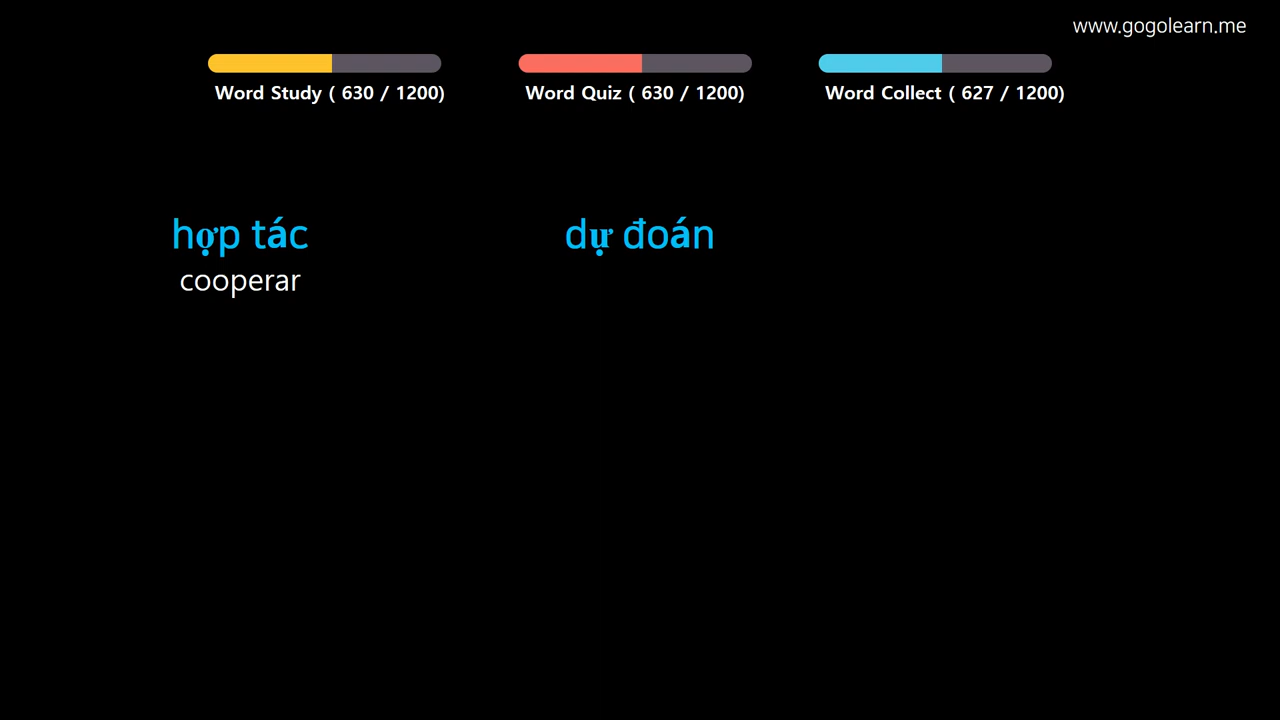 www.gogolearn.me
Word Study ( 630 / 1200)
Word Quiz ( 630 / 1200)
Word Collect ( 627 / 1200)
hợp tác
cooperar
dự đoán